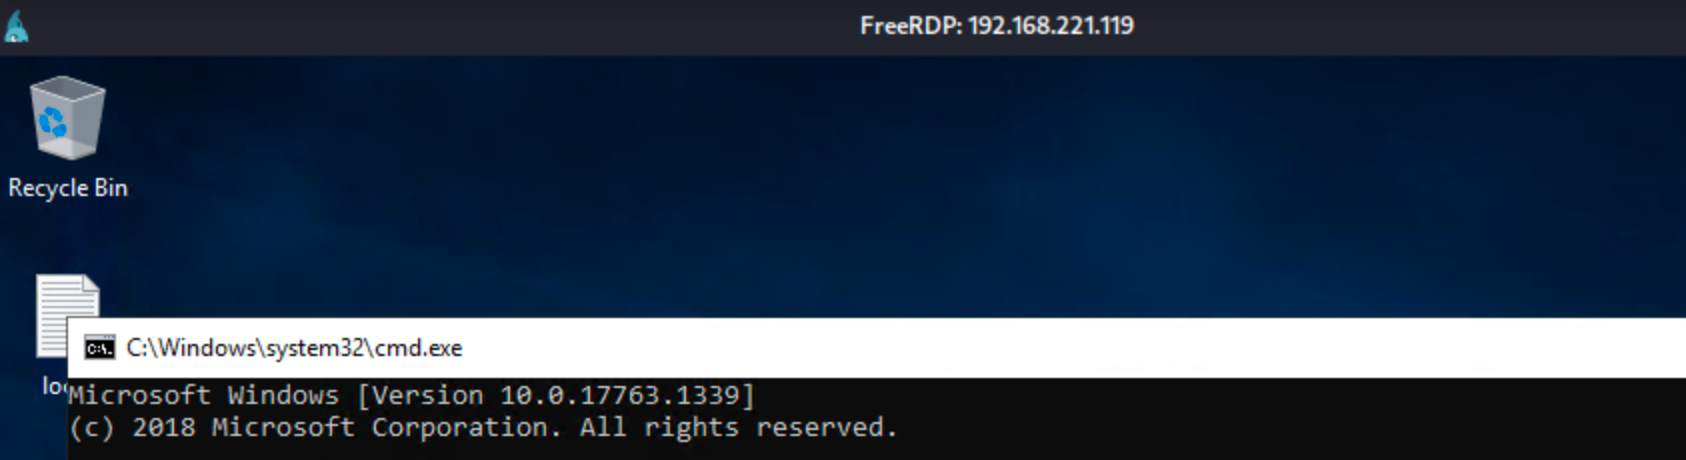 FreeRDP: 192.168.221.119
Recycle Bin
C:\Windows\system32\cmd.exe
Microsoft Windows [Version 10.0.17763.1339]
(c) 2018 Microsoft Corporation. All rights reserved.